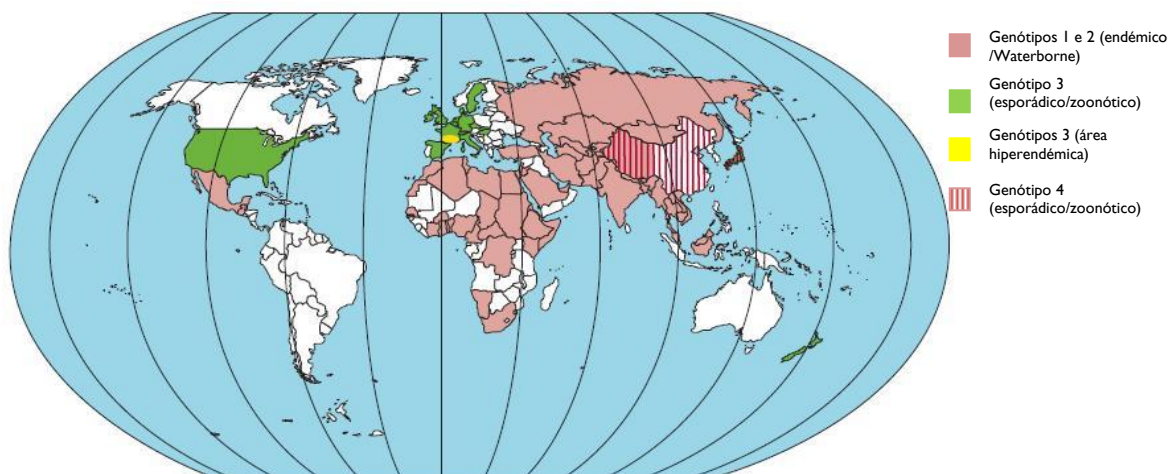 Genótipos 1 e 2 (endémico
/Waterborne)
Genótipo 3
(esporádico/zoonótico)
Genótipos 3 (área
hiperendémica)
Genótipo 4
(esporádico/zoonótico)